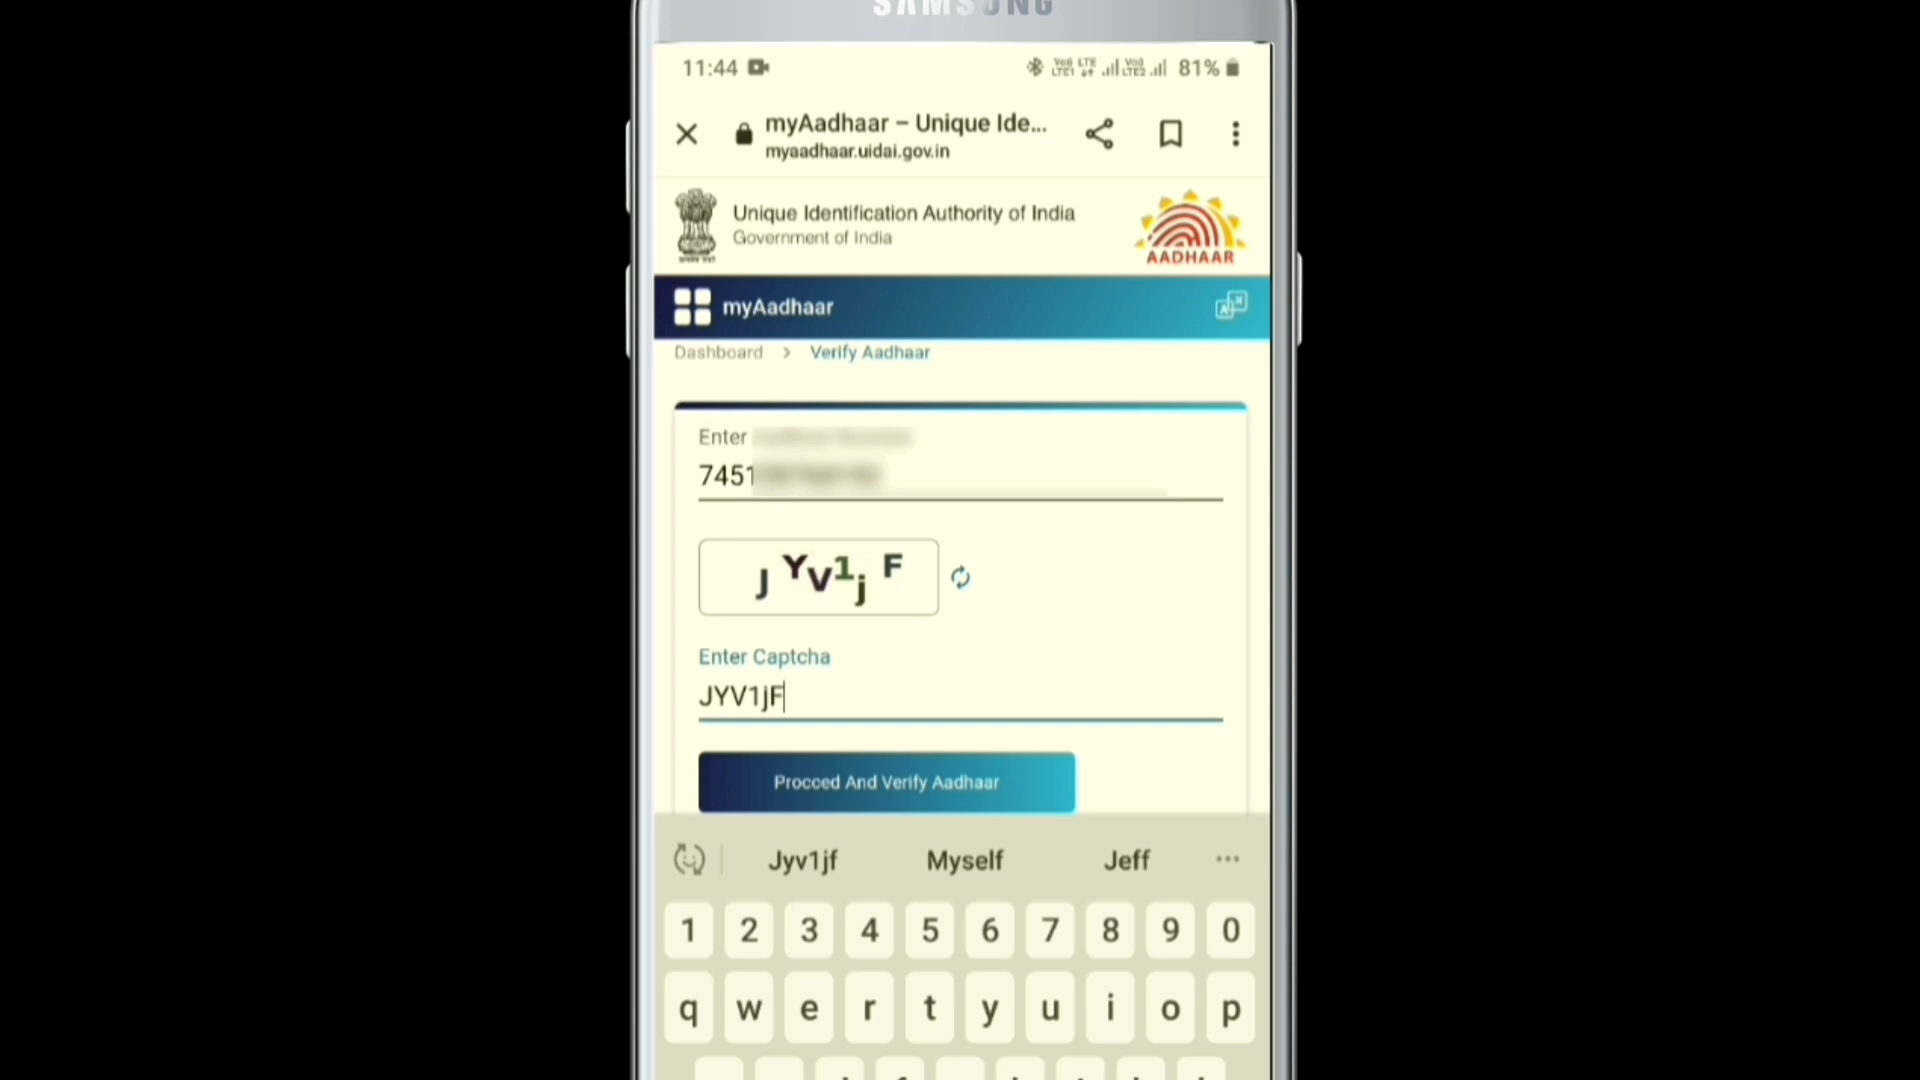 SAMSUNG
11:44 81%
myAadhaar – Unique Ide...
myaadhaar.uidai.gov.in
Unique Identification Authority of India
Government of India
AADHAAR
myAadhaar
Dashboard > Verify Aadhaar
Enter
7451
J Y V 1 j F
Enter Captcha
JYV1jF
Procced And Verify Aadhaar
Jyv1jf Myself Jeff ...
1 2 3 4 5 6 7 8 9 0
q w e r t y u i o p